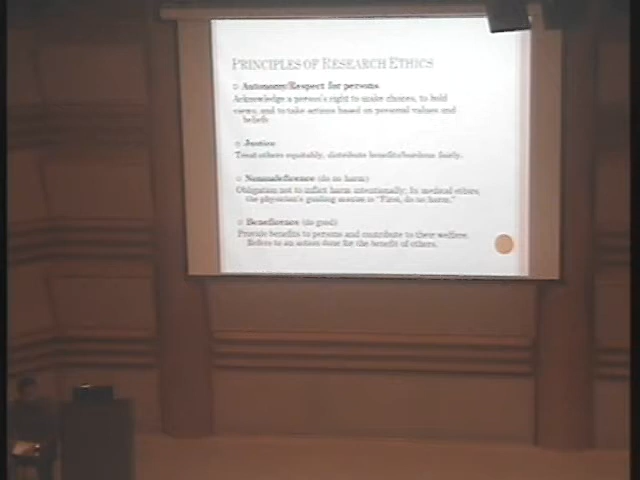 PRINCIPLES OF RESEARCH ETHICS
Autonomy/Respect for persons
Acknowledge a person's right to make choices, to hold
views, and to take actions based on personal values and
beliefs
Justice
Treat others equitably, distribute benefits/burdens fairly.
Nonmaleficence (do no harm)
Obligation not to inflict harm intentionally; In medical ethics,
the physician's guiding maxim is "First, do no harm."
Beneficence (do good)
Provide benefits to persons and contribute to their welfare.
Refers to an action done for the benefit of others.